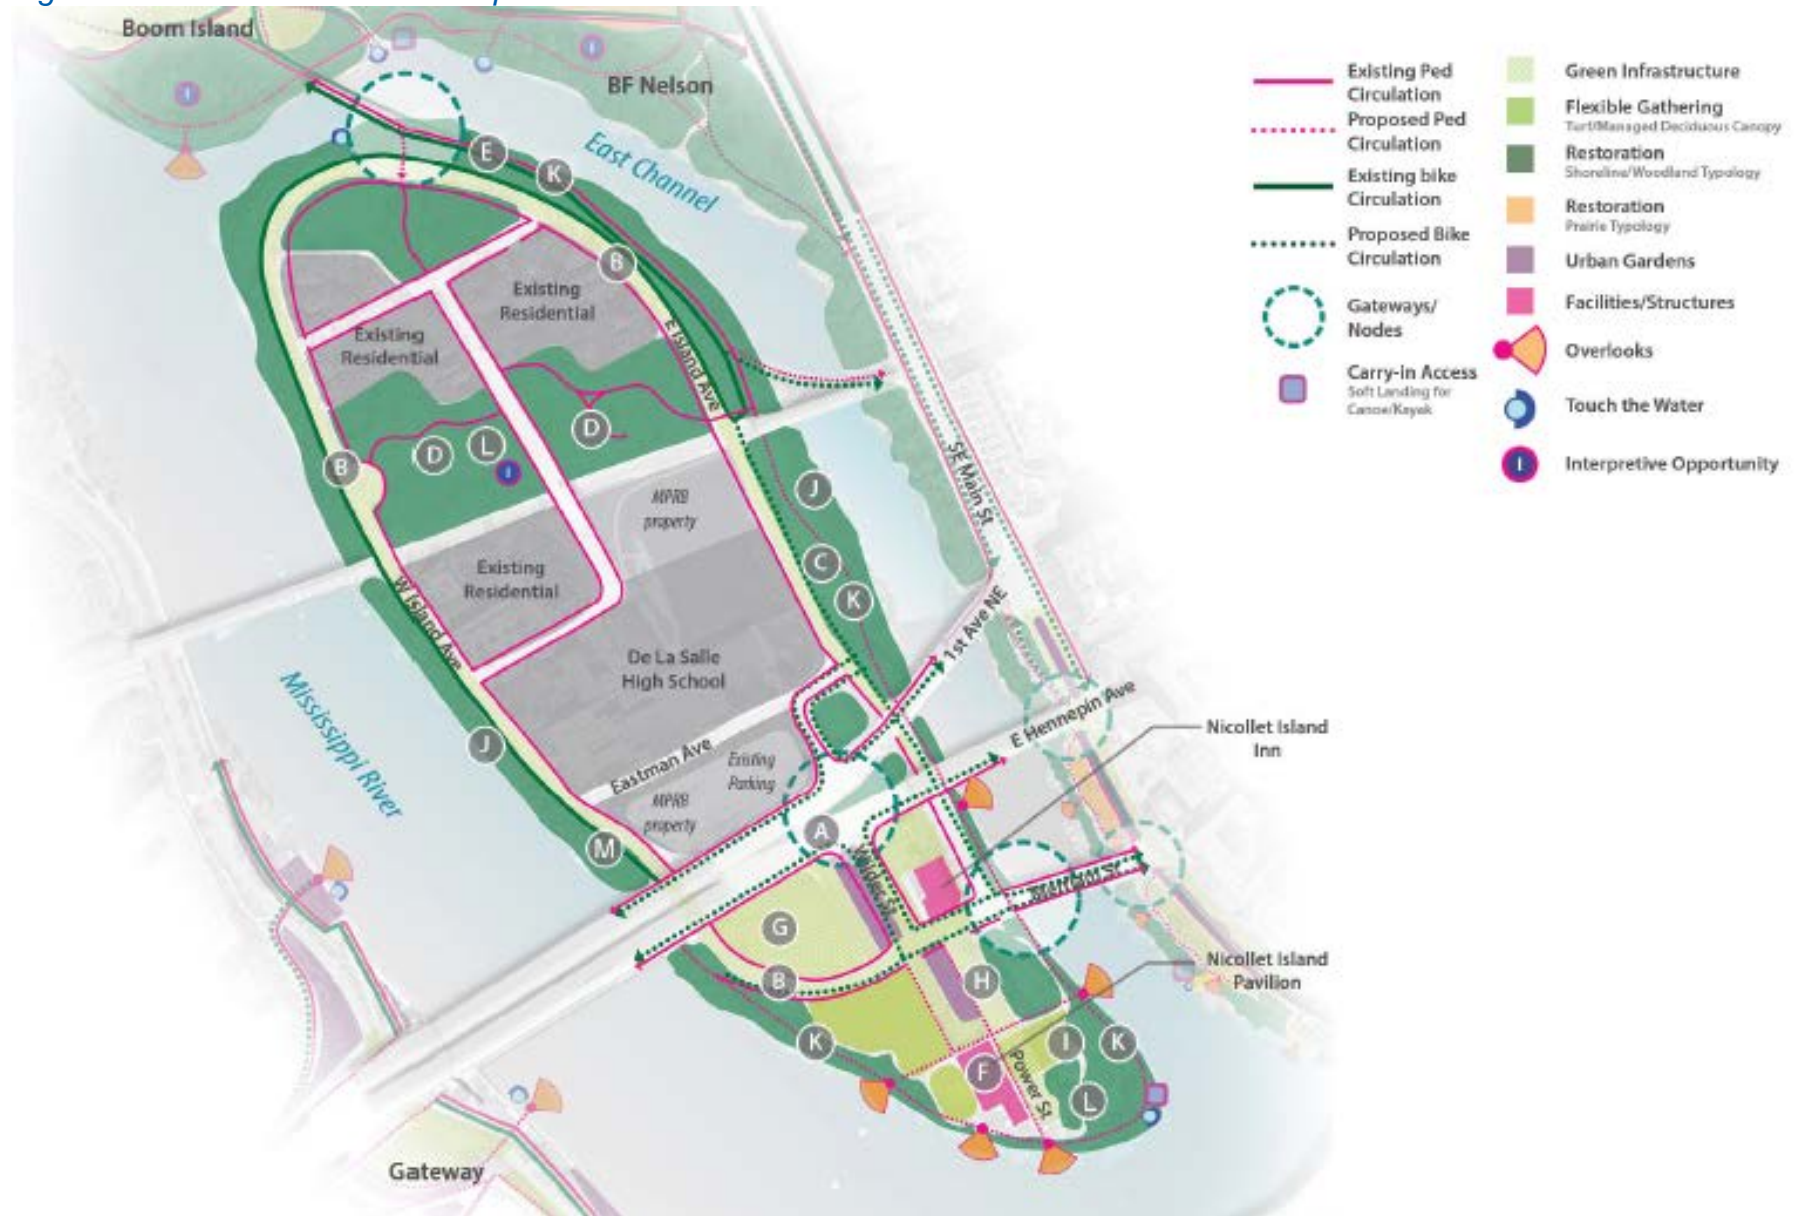 Boom Island
BF Nelson
East Channel
E
K
B
Existing
Residential
Existing
Residential
E Island Ave
D
D
L
I
B
J
MPRB
property
SE Main St
C
K
Existing
Residential
W Island Ave
1st Ave NE
De La Salle
High School
Mississippi River
J
E Hennepin Ave
Eastman Ave
Existing
Parking
MPRB
property
M
A
Wilder St
G
B
H
K
I
K
F
Power St.
L
Gateway
I
I
Nicollet Island
Inn
Nicollet Island
Pavilion
Existing Ped
Circulation
Proposed Ped
Circulation
Existing bike
Circulation
Proposed Bike
Circulation
Gateways/
Nodes
Carry-in Access
Soft Landing for
Canoe/Kayak
Green Infrastructure
Flexible Gathering
Turf/Managed Deciduous Canopy
Restoration
Shoreline/Woodland Typology
Restoration
Prairie Typology
Urban Gardens
Facilities/Structures
Overlooks
Touch the Water
I
Interpretive Opportunity